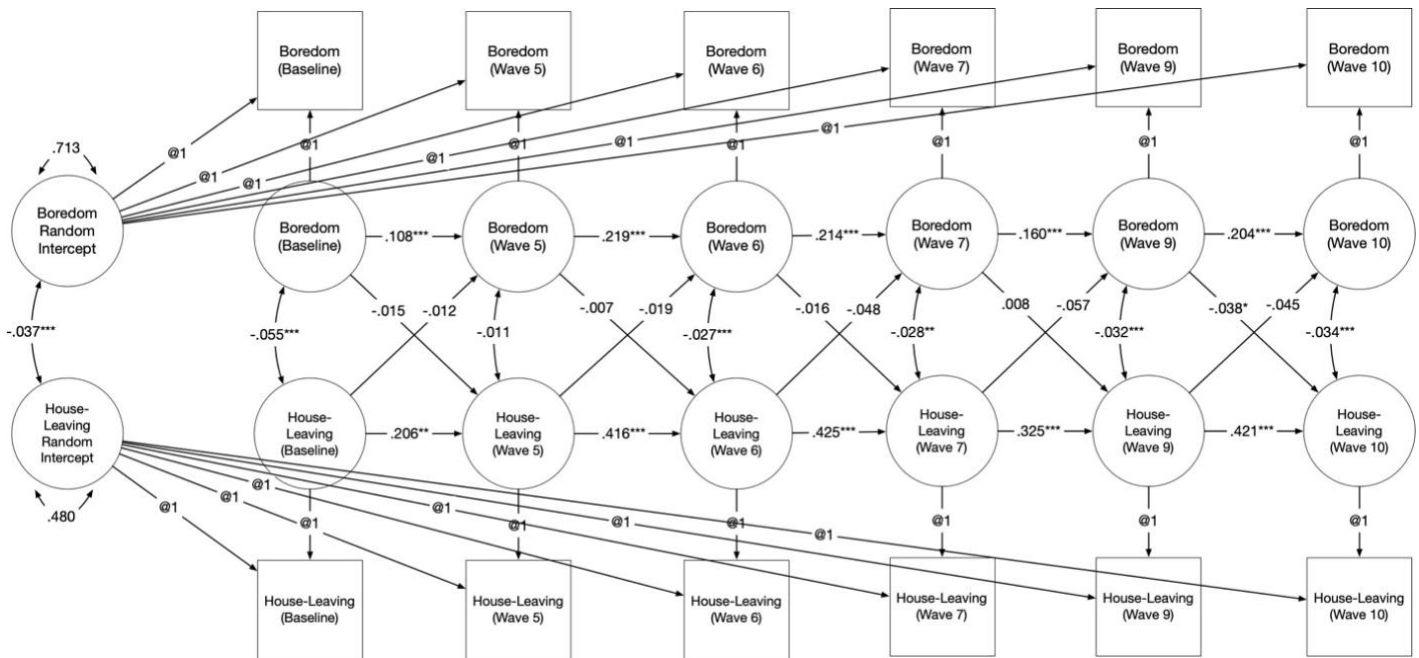 Boredom
(Baseline)
Boredom
(Wave 5)
Boredom
(Wave 6)
Boredom
(Wave 7)
Boredom
(Wave 9)
Boredom
(Wave 10)
@1
@1
@1
@1
@1
@1
@1
@1
@1
@1
@1
@1
.713
Boredom
Random
Intercept
Boredom
(Baseline)
.108***
Boredom
(Wave 5)
.219***
Boredom
(Wave 6)
.214***
Boredom
(Wave 7)
.160***
Boredom
(Wave 9)
.204***
Boredom
(Wave 10)
-.037***
-.055***
-.015
-.012
-.011
-.007
-.019
-.027***
-.016
-.048
-.028**
.008
-.057
-.032***
-.038*
-.045
-.034***
House-
Leaving
Random
Intercept
House-
Leaving
(Baseline)
.206**
House-
Leaving
(Wave 5)
.416***
House-
Leaving
(Wave 6)
.425***
House-
Leaving
(Wave 7)
.325***
House-
Leaving
(Wave 9)
.421***
House-
Leaving
(Wave 10)
.480
@1
@1
@1
@1
@1
@1
@1
@1
@1
@1
@1
@1
House-Leaving
(Baseline)
House-Leaving
(Wave 5)
House-Leaving
(Wave 6)
House-Leaving
(Wave 7)
House-Leaving
(Wave 9)
House-Leaving
(Wave 10)